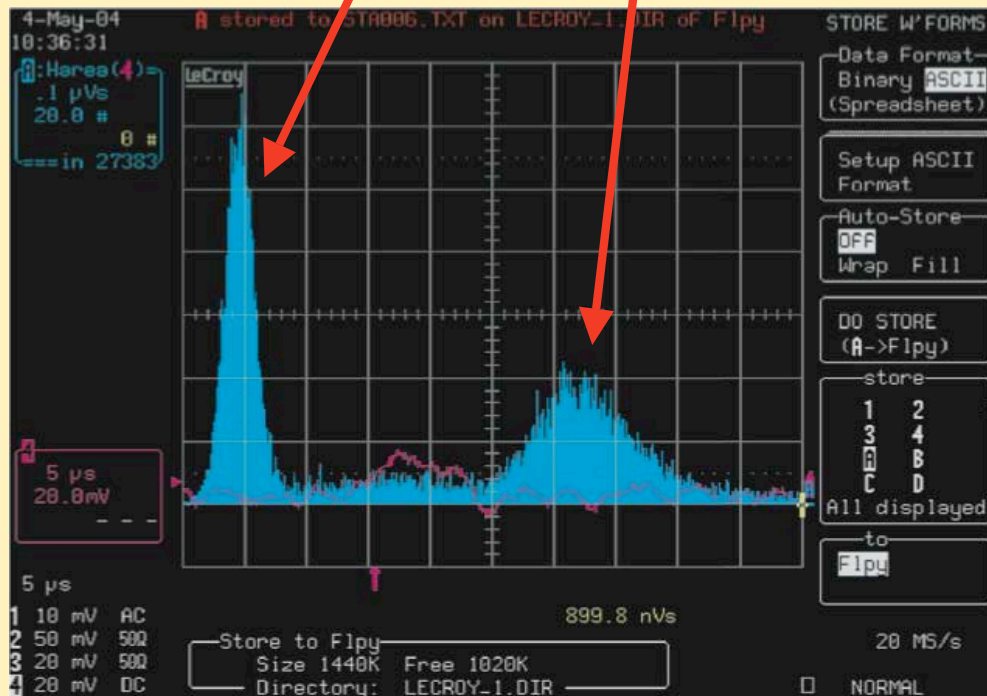 4-May-04
10:36:31
A stored to STA006.TXT on LECROY_1.DIR of Flpy
A:Harea(4)=
.1 µVs
20.0 #
0 #
===in 27383
LeCroy
4
5 µs
20.0mV
- - -
5 µs
1 10 mV AC
2 50 mV 50Ω
3 20 mV 50Ω
4 20 mV DC
899.8 nVs
Store to Flpy
Size 1440K Free 1020K
Directory: LECROY_1.DIR
20 MS/s
NORMAL
STORE W'FORMS
Data Format
Binary ASCII
(Spreadsheet)
Setup ASCII
Format
Auto-Store
OFF
Wrap Fill
DO STORE
(A->Flpy)
store
1 2
3 4
A B
C D
All displayed
to
Flpy